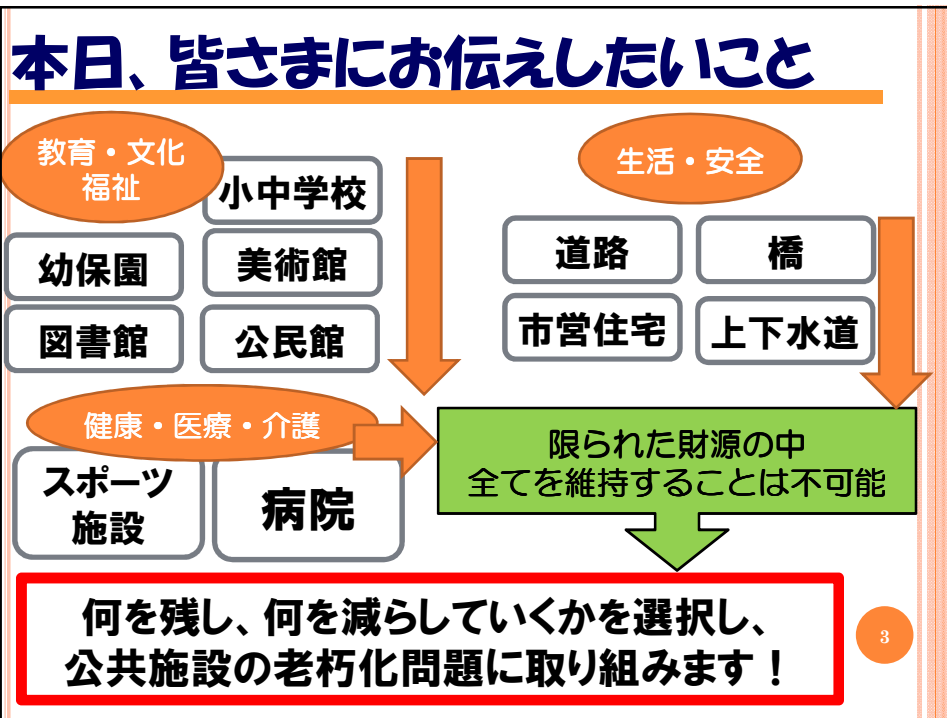 本日、皆さまにお伝えしたいこと
教育・文化
福祉
小中学校
幼保園
美術館
図書館
公民館
生活・安全
道路
橋
市営住宅
上下水道
健康・医療・介護
スポーツ
施設
病院
限られた財源の中
全てを維持することは不可能
何を残し、何を減らしていくかを選択し、
公共施設の老朽化問題に取り組みます！
3